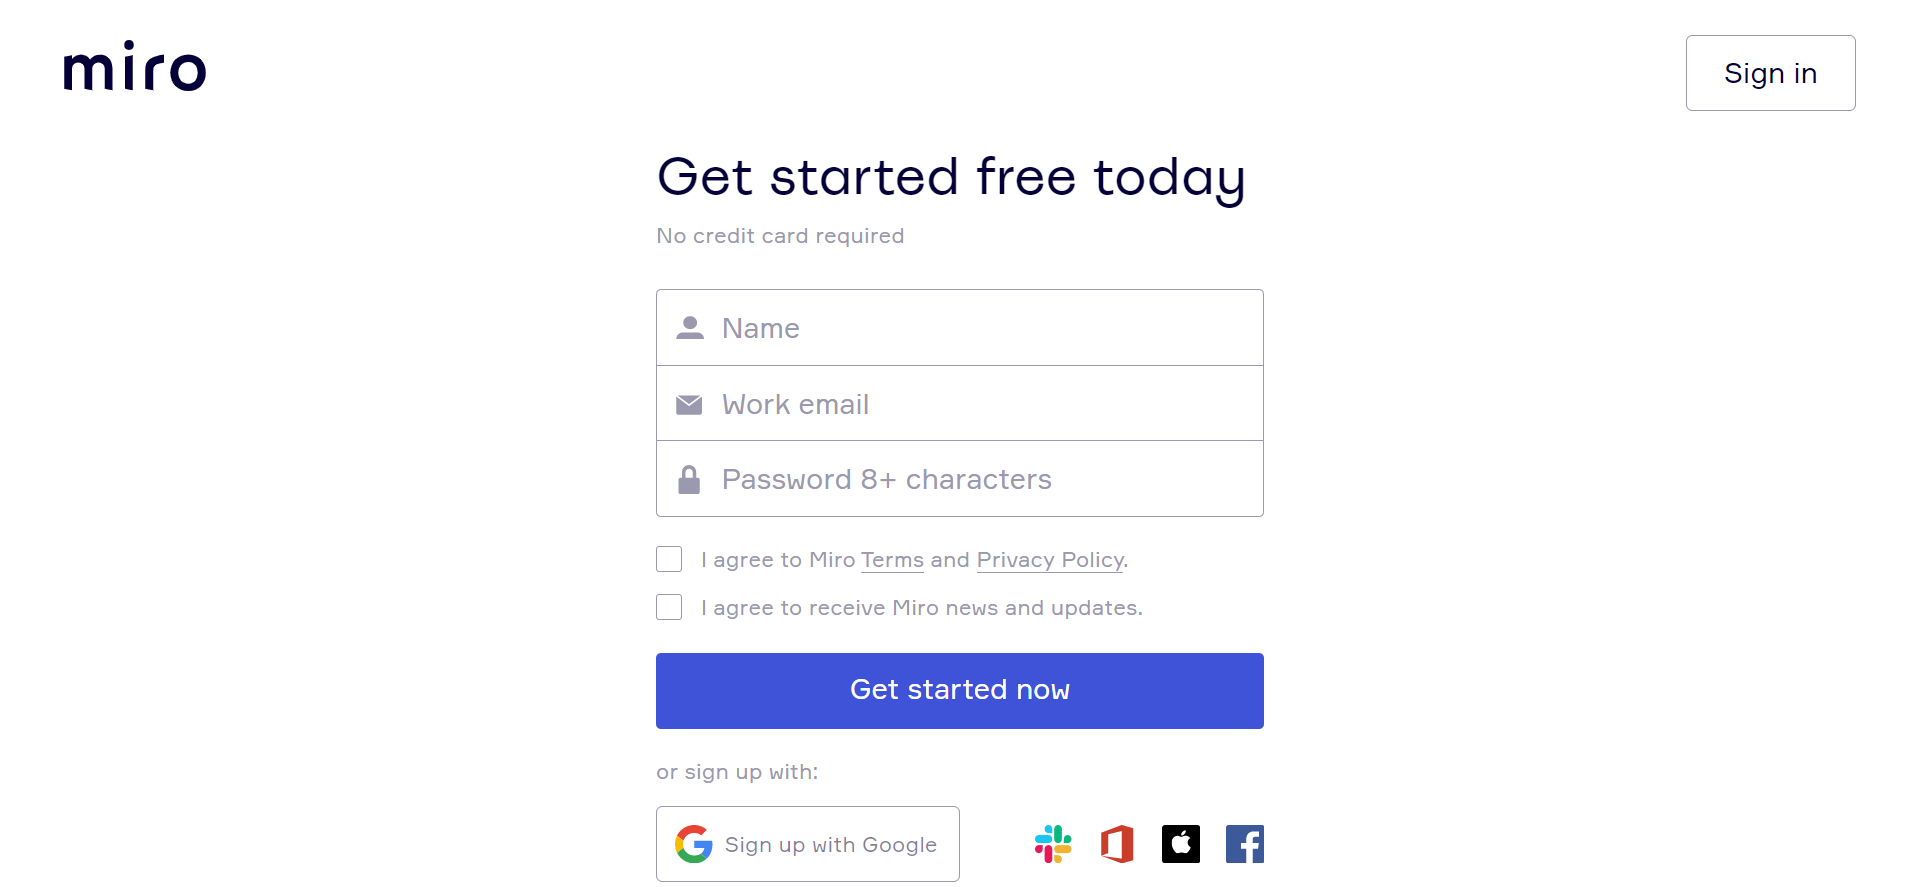 miro
Sign in
Get started free today
No credit card required
Name
Work email
Password 8+ characters
I agree to Miro Terms and Privacy Policy.
I agree to receive Miro news and updates.
Get started now
or sign up with:
Sign up with Google